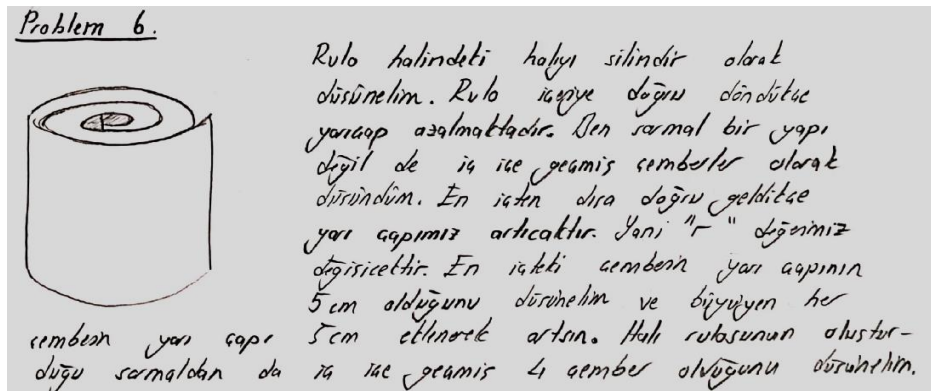 Problem 6.
Rulo halindeki halıyı silindir olarak
düşünelim. Rulo içeriye doğru döndükçe
yarıçap azalmaktadır. Ben sarmal bir yapı
değil de iç içe geçmiş çemberler olarak
düşündüm. En içten dışa doğru geldikçe
yarı çapımız artıcaktır. Yani "r" değerimiz
değişicektir. En içteki çemberin yarı çapının
5 cm olduğunu düşünelim ve büyüyen her
çemberin yarı çapı 5 cm eklenerek artsın. Halı rulosunun oluştur-
duğu sarmaldan da iç içe geçmiş 4 çember olduğunu düşünelim.